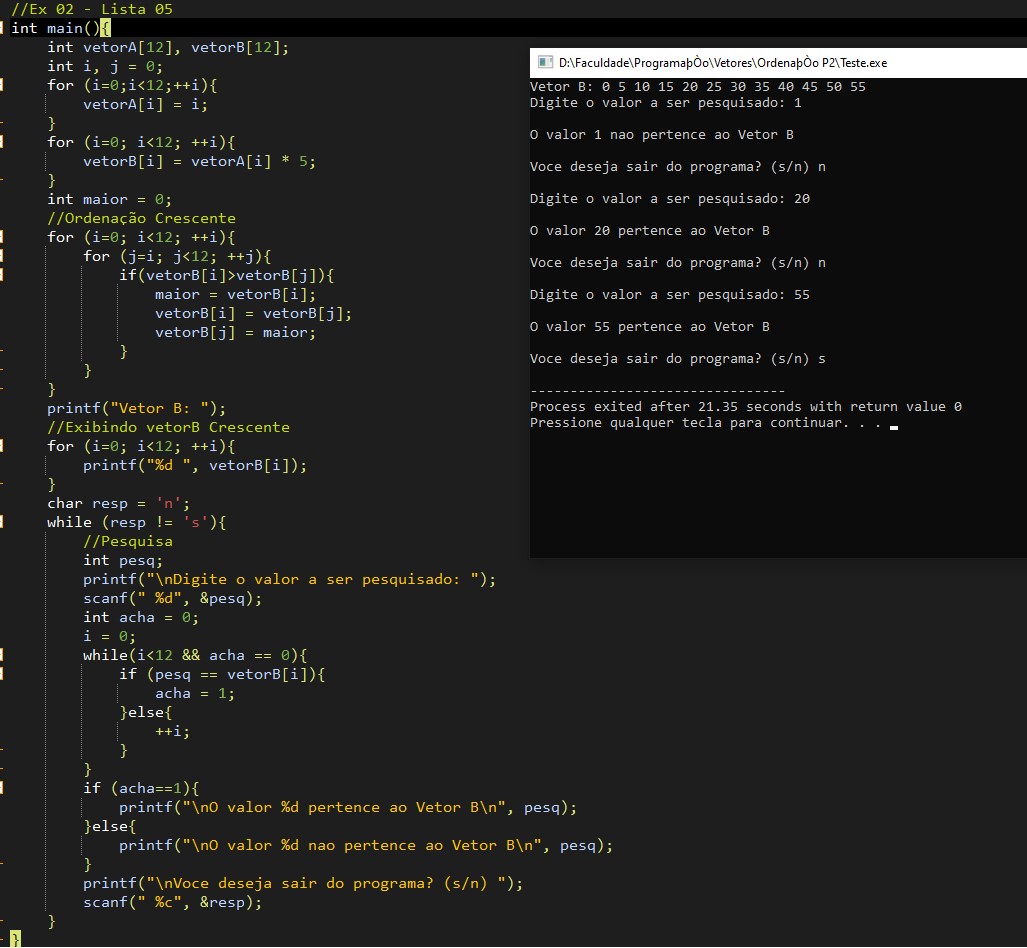 //Ex 02 - Lista 05
int main(){
    int vetorA[12], vetorB[12];
    int i, j = 0;
    for (i=0;i<12;++i){
        vetorA[i] = i;
    }
    for (i=0; i<12; ++i){
        vetorB[i] = vetorA[i] * 5;
    }
    int maior = 0;
    //Ordenação Crescente
    for (i=0; i<12; ++i){
        for (j=i; j<12; ++j){
            if(vetorB[i]>vetorB[j]){
                maior = vetorB[i];
                vetorB[i] = vetorB[j];
                vetorB[j] = maior;
            }
        }
    }
    printf("Vetor B: ");
    //Exibindo vetorB Crescente
    for (i=0; i<12; ++i){
        printf("%d ", vetorB[i]);
    }
    char resp = 'n';
    while (resp != 's'){
        //Pesquisa
        int pesq;
        printf("\nDigite o valor a ser pesquisado: ");
        scanf(" %d", &pesq);
        int acha = 0;
        i = 0;
        while(i<12 && acha == 0){
            if (pesq == vetorB[i]){
                acha = 1;
            }else{
                ++i;
            }
        }
        if (acha==1){
            printf("\nO valor %d pertence ao Vetor B\n", pesq);
        }else{
            printf("\nO valor %d nao pertence ao Vetor B\n", pesq);
        }
        printf("\nVoce deseja sair do programa? (s/n) ");
        scanf(" %c", &resp);
    }
}
D:\Faculdade\ProgramaþÒo\Vetores\OrdenaþÒo P2\Teste.exe
Vetor B: 0 5 10 15 20 25 30 35 40 45 50 55
Digite o valor a ser pesquisado: 1
O valor 1 nao pertence ao Vetor B
Voce deseja sair do programa? (s/n) n
Digite o valor a ser pesquisado: 20
O valor 20 pertence ao Vetor B
Voce deseja sair do programa? (s/n) n
Digite o valor a ser pesquisado: 55
O valor 55 pertence ao Vetor B
Voce deseja sair do programa? (s/n) s
--------------------------------
Process exited after 21.35 seconds with return value 0
Pressione qualquer tecla para continuar. . .